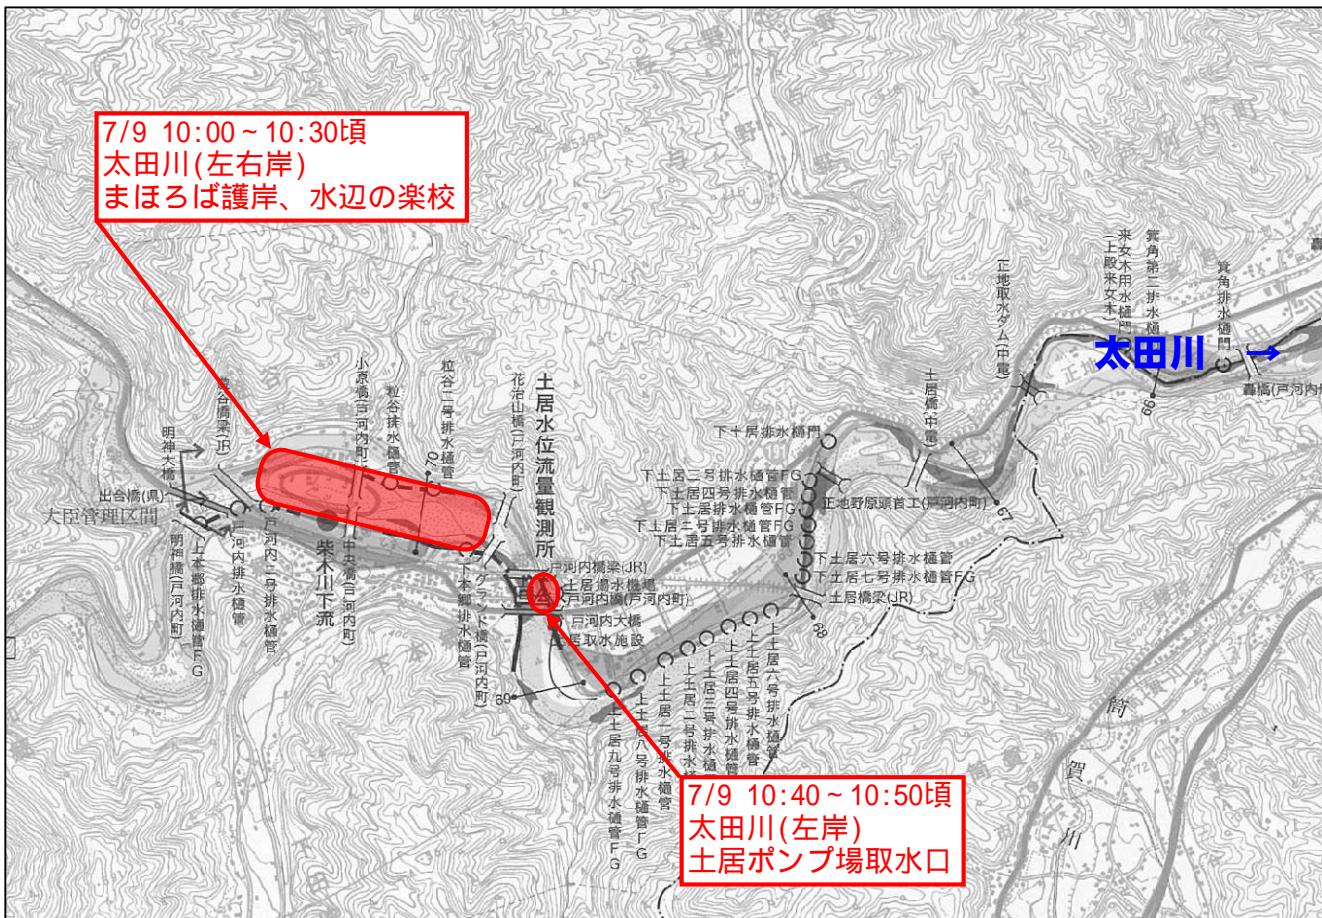 7/9 10:00～10:30頃
太田川(左右岸)
まほろば護岸、水辺の楽校
太田川 →
箕角排水樋門
箕角第二排水樋
来女木用水樋門
(上殿来女木)
正地取水ダム(中電)
轟橋(戸河内町
土居橋(中電)
正地野原頭首工(戸河内町)
66
67
68
69
70
土居水位流量観測所
花治山橋(戸河内町)
粒谷二号排水樋管
粒谷排水樋管
小原橋(戸河内町)
明神大橋
出合橋(県)
大臣管理区間
明神橋(戸河内町)
上本郷排水樋管FG
戸河内排水樋管
戸河内二号排水樋管
柴木川下流
中央橋(戸河内町)
下本郷排水樋管
グランド橋(戸河内町)
戸河内橋梁(JR)
土居揚水機場
戸河内橋(戸河内町)
戸河内大橋
土居取水施設
下土居四号排水樋管
下土居排水樋管FG
下土居二号排水樋管FG
下土居五号排水樋管
下土居六号排水樋管
下土居七号排水樋管FG
土居橋梁(JR)
上土居六号排水樋管
上土居五号排水樋管
上土居四号排水樋管
上土居三号排水樋管
上土居二号排水樋
上土居一号排水樋管
上土居八号排水樋管FG
上土居九号排水樋管FG
筒賀川
7/9 10:40～10:50頃
太田川(左岸)
土居ポンプ場取水口